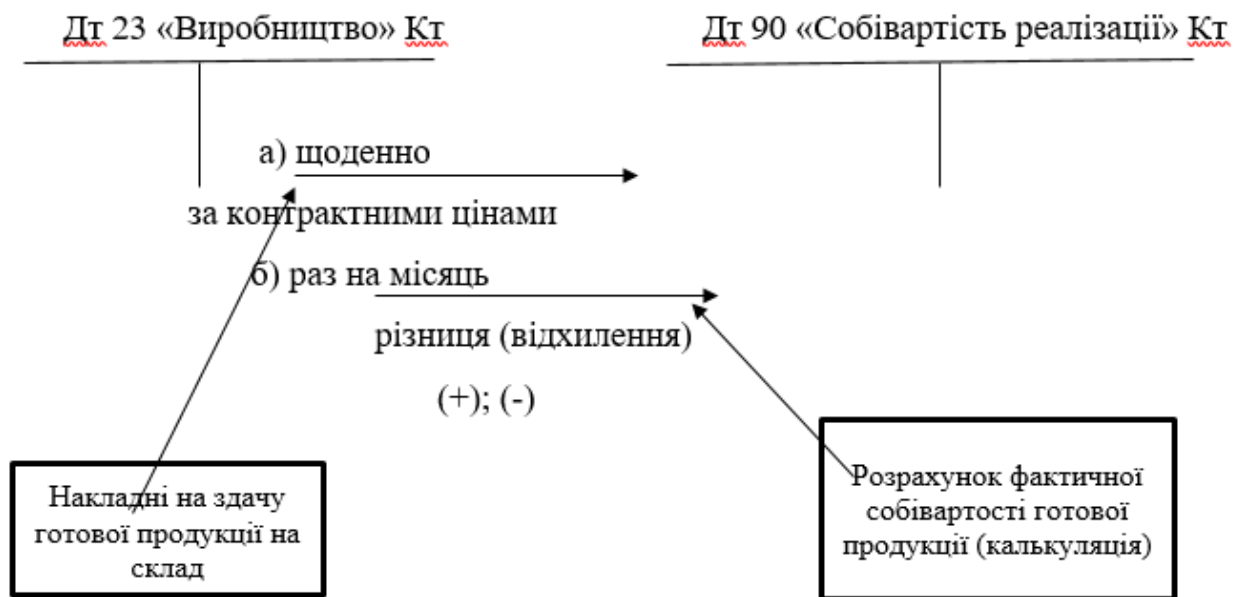 Дт 23 «Виробництво» Кт
Дт 90 «Собівартість реалізації» Кт
а) щоденно
за контрактними цінами
б) раз на місяць
різниця (відхилення)
(+); (-)
Накладні на здачу
готової продукції на
склад
Розрахунок фактичної
собівартості готової
продукції (калькуляція)